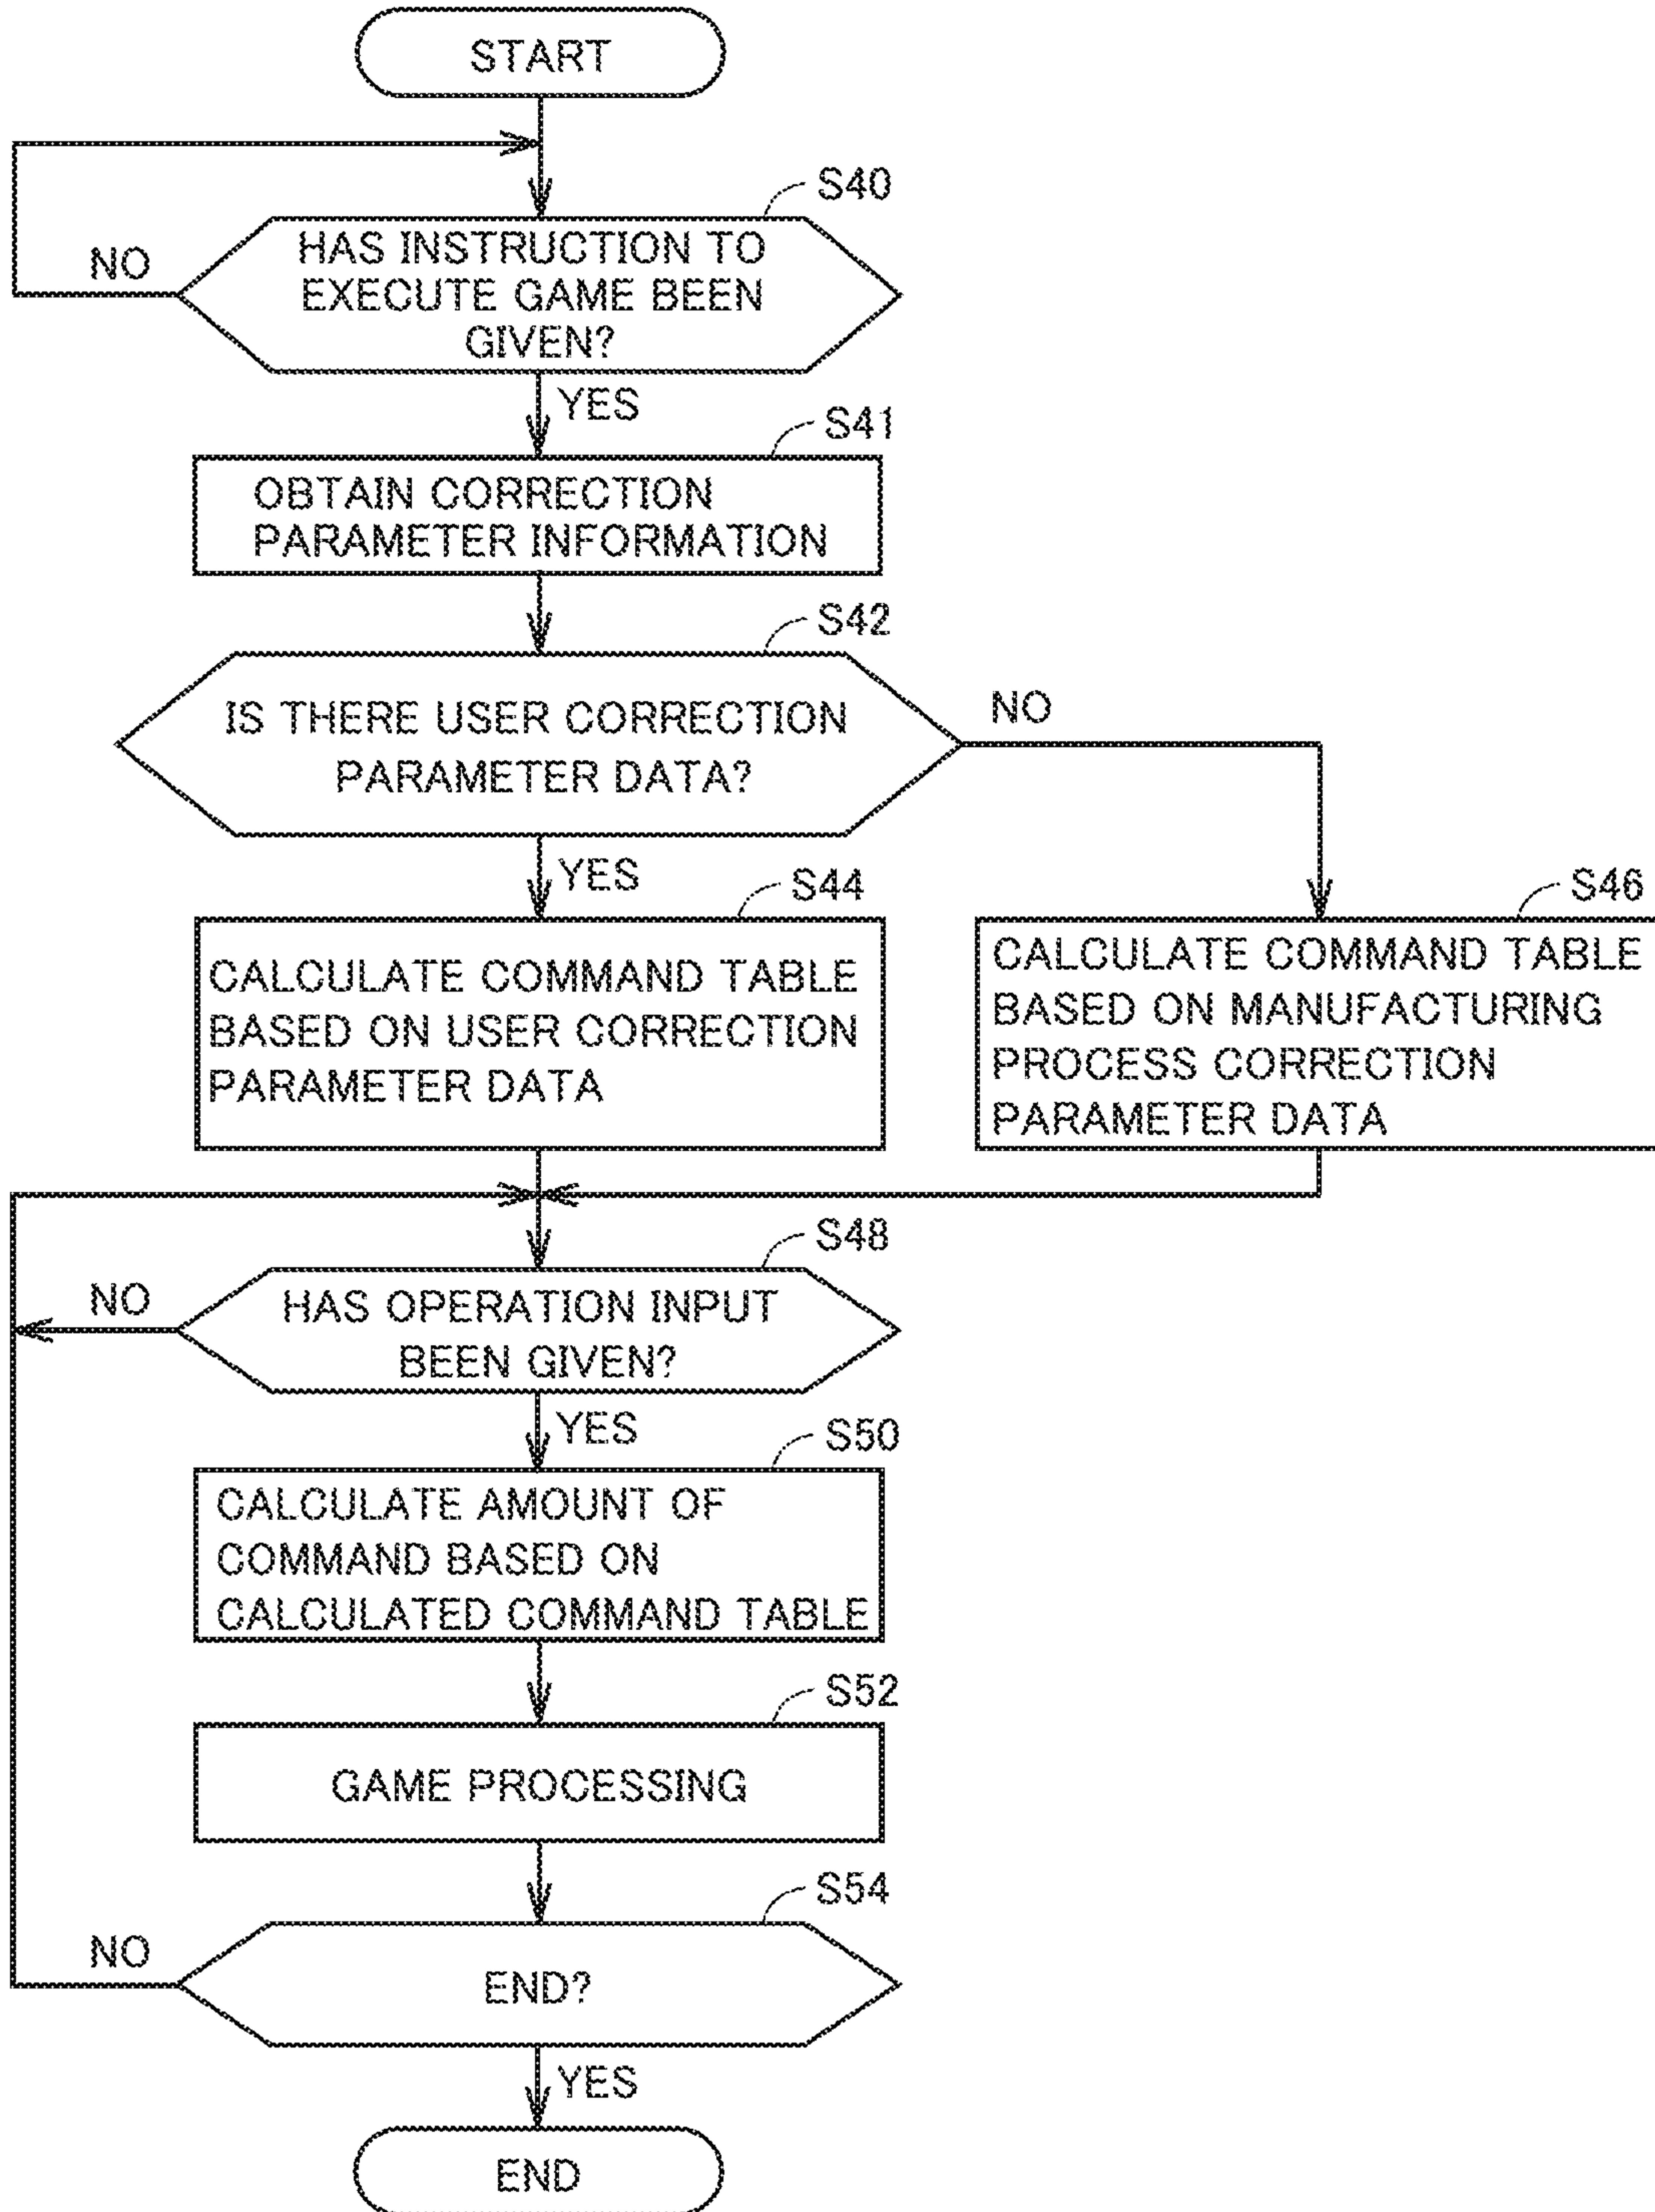 START
S40
NO
HAS INSTRUCTION TO
EXECUTE GAME BEEN
GIVEN?
YES
S41
OBTAIN CORRECTION
PARAMETER INFORMATION
S42
IS THERE USER CORRECTION
PARAMETER DATA?
NO
YES
S44
CALCULATE COMMAND TABLE
BASED ON USER CORRECTION
PARAMETER DATA
S46
CALCULATE COMMAND TABLE
BASED ON MANUFACTURING
PROCESS CORRECTION
PARAMETER DATA
S48
NO
HAS OPERATION INPUT
BEEN GIVEN?
YES
S50
CALCULATE AMOUNT OF
COMMAND BASED ON
CALCULATED COMMAND TABLE
S52
GAME PROCESSING
S54
NO
END?
YES
END